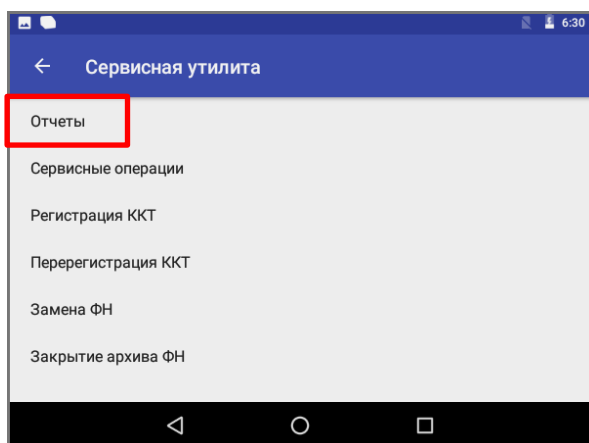 6:30
Сервисная утилита
Отчеты
Сервисные операции
Регистрация ККТ
Перерегистрация ККТ
Замена ФН
Закрытие архива ФН